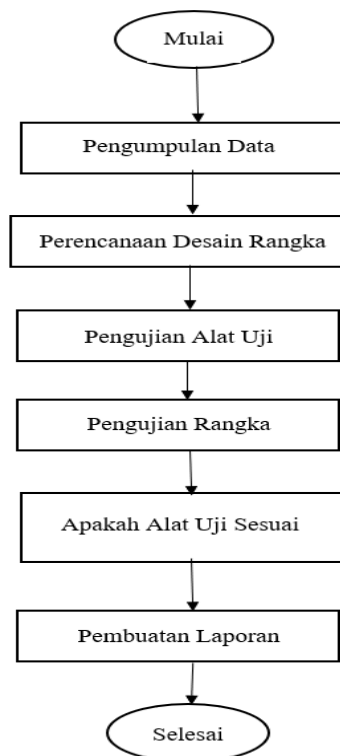 Mulai
Pengumpulan Data
Perencanaan Desain Rangka
Pengujian Alat Uji
Pengujian Rangka
Apakah Alat Uji Sesuai
Pembuatan Laporan
Selesai